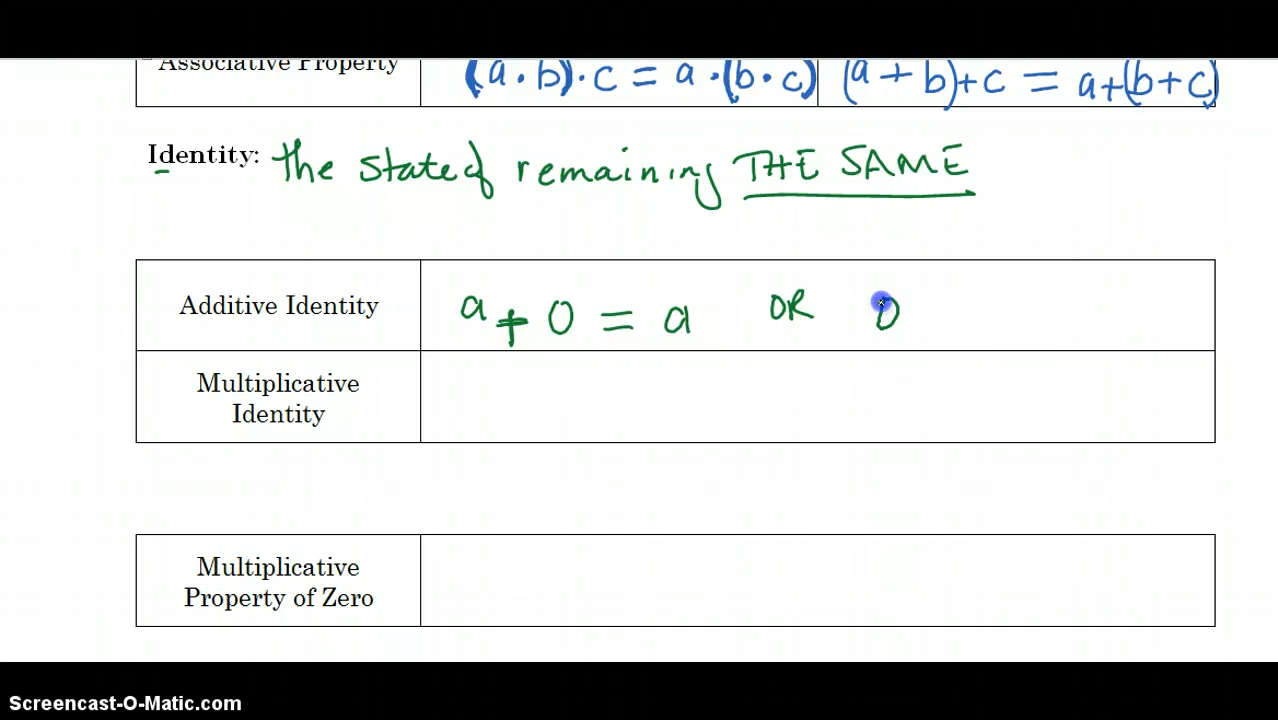 Associative Property (a · b) · c = a · (b · c) (a + b) + c = a + (b + c)
Identity: the state of remaining THE SAME
Additive Identity a + 0 = a OR 0
Multiplicative
Identity
Multiplicative
Property of Zero
Screencast-O-Matic.com